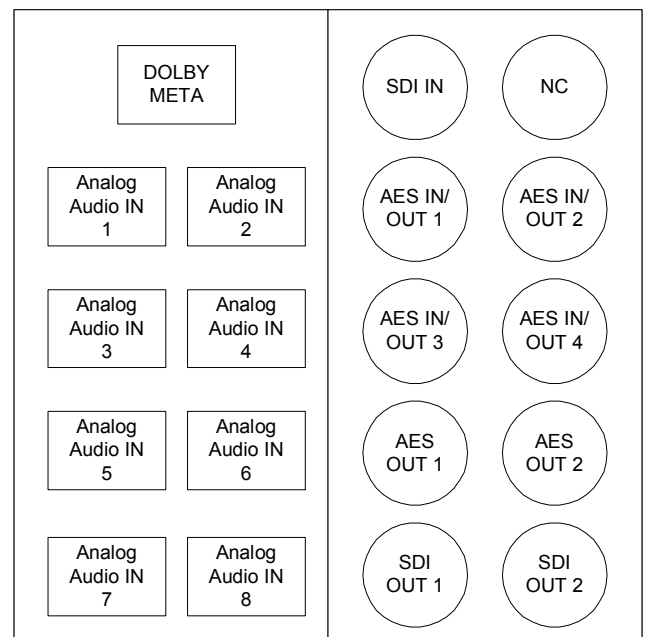 DOLBY
META
SDI IN
NC
Analog
Audio IN
1
Analog
Audio IN
2
AES IN/
OUT 1
AES IN/
OUT 2
Analog
Audio IN
3
Analog
Audio IN
4
AES IN/
OUT 3
AES IN/
OUT 4
Analog
Audio IN
5
Analog
Audio IN
6
AES
OUT 1
AES
OUT 2
Analog
Audio IN
7
Analog
Audio IN
8
SDI
OUT 1
SDI
OUT 2